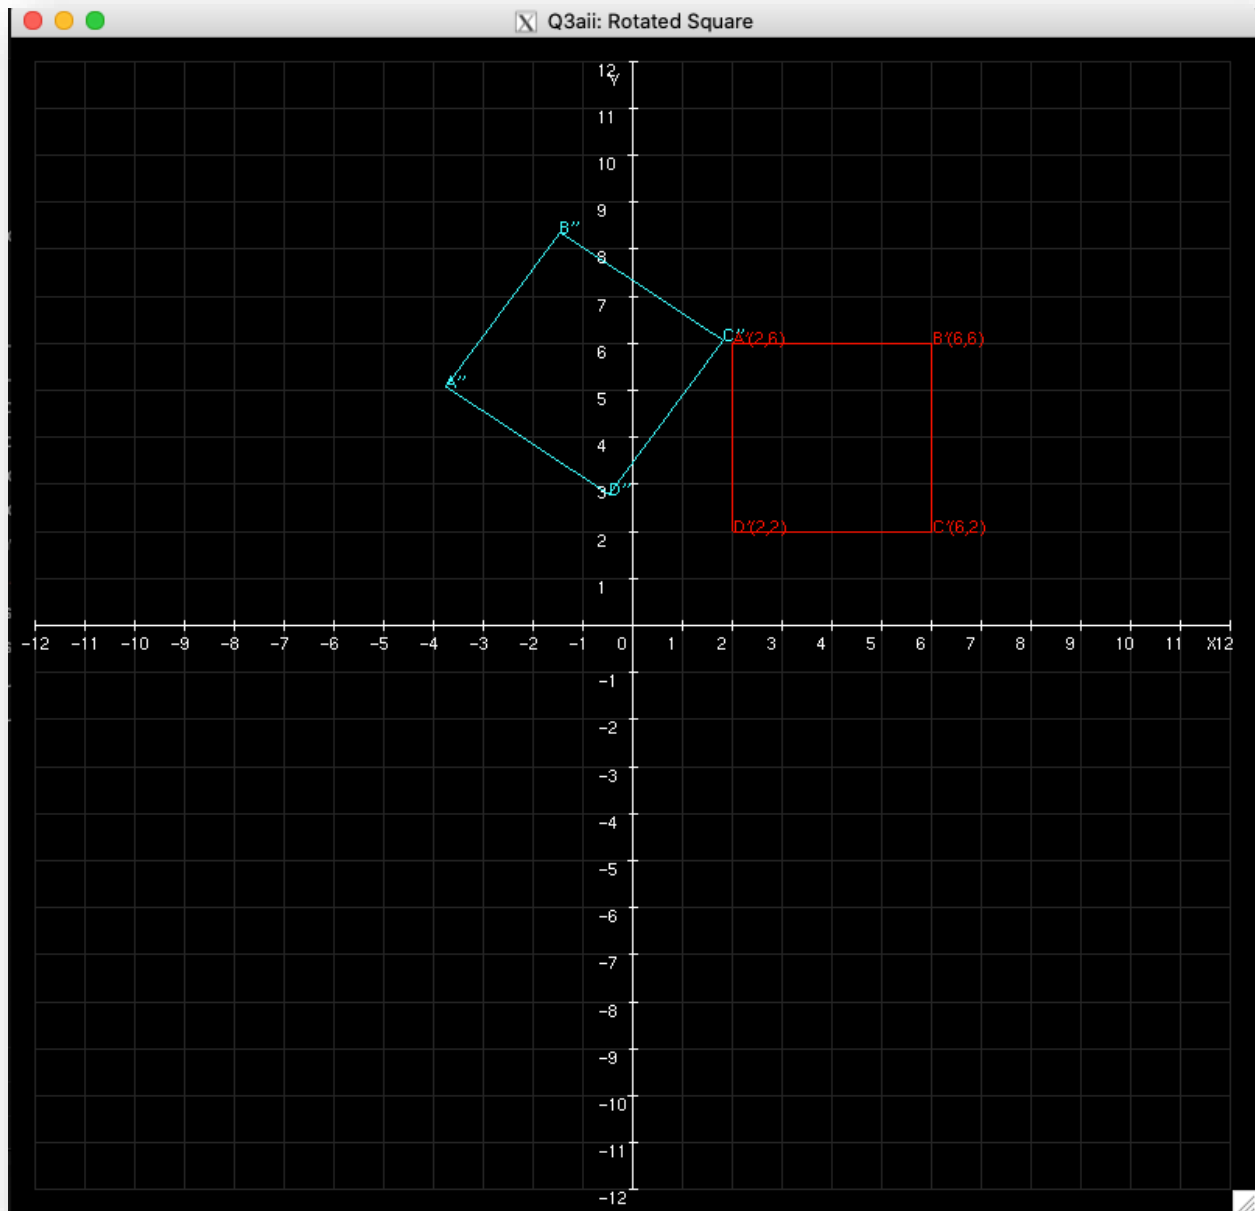 Q3aii: Rotated Square
12
Y
11
10
9
B''
8
7
C''
A'(2,6)
B'(6,6)
6
A''
5
4
3
D''
D'(2,2)
C'(6,2)
2
1
-12 -11 -10 -9 -8 -7 -6 -5 -4 -3 -2 -1 0 1 2 3 4 5 6 7 8 9 10 11 X12
-1
-2
-3
-4
-5
-6
-7
-8
-9
-10
-11
-12